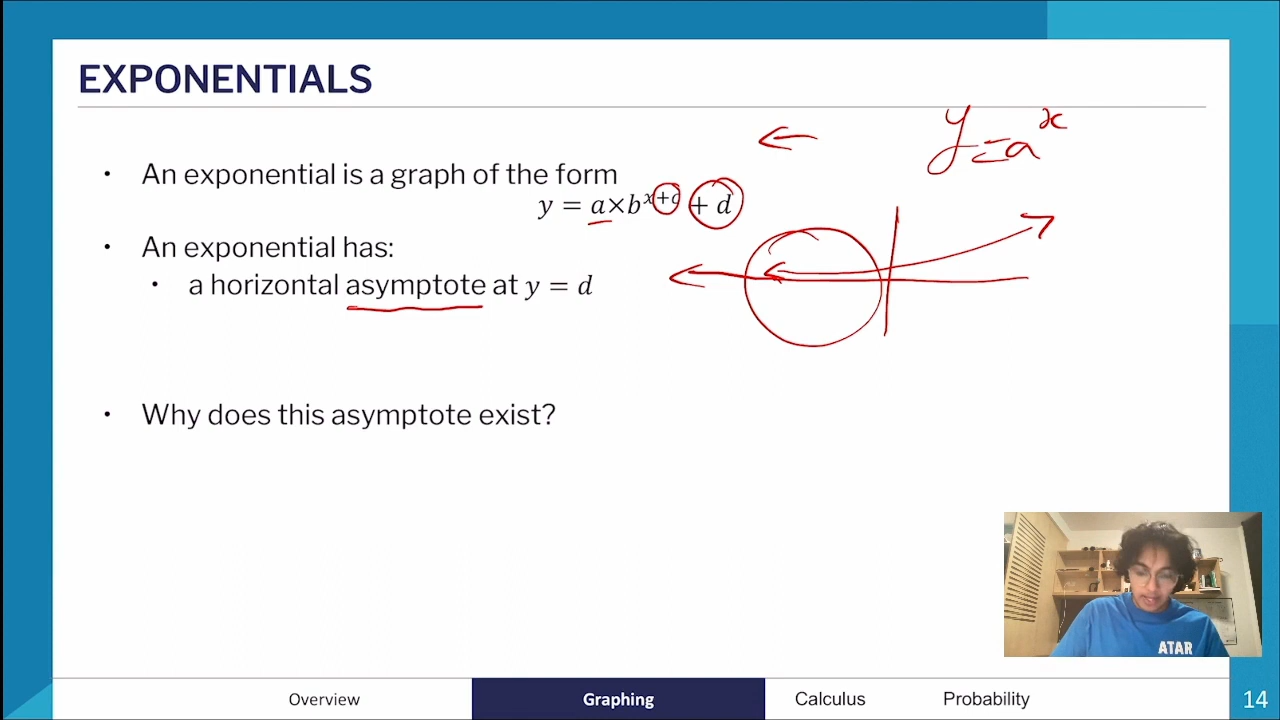 EXPONENTIALS
y = aˣ
• An exponential is a graph of the form
y = a×b^{x+c} + d
• An exponential has:
• a horizontal asymptote at y = d
• Why does this asymptote exist?
ATAR
Overview Graphing Calculus Probability 14